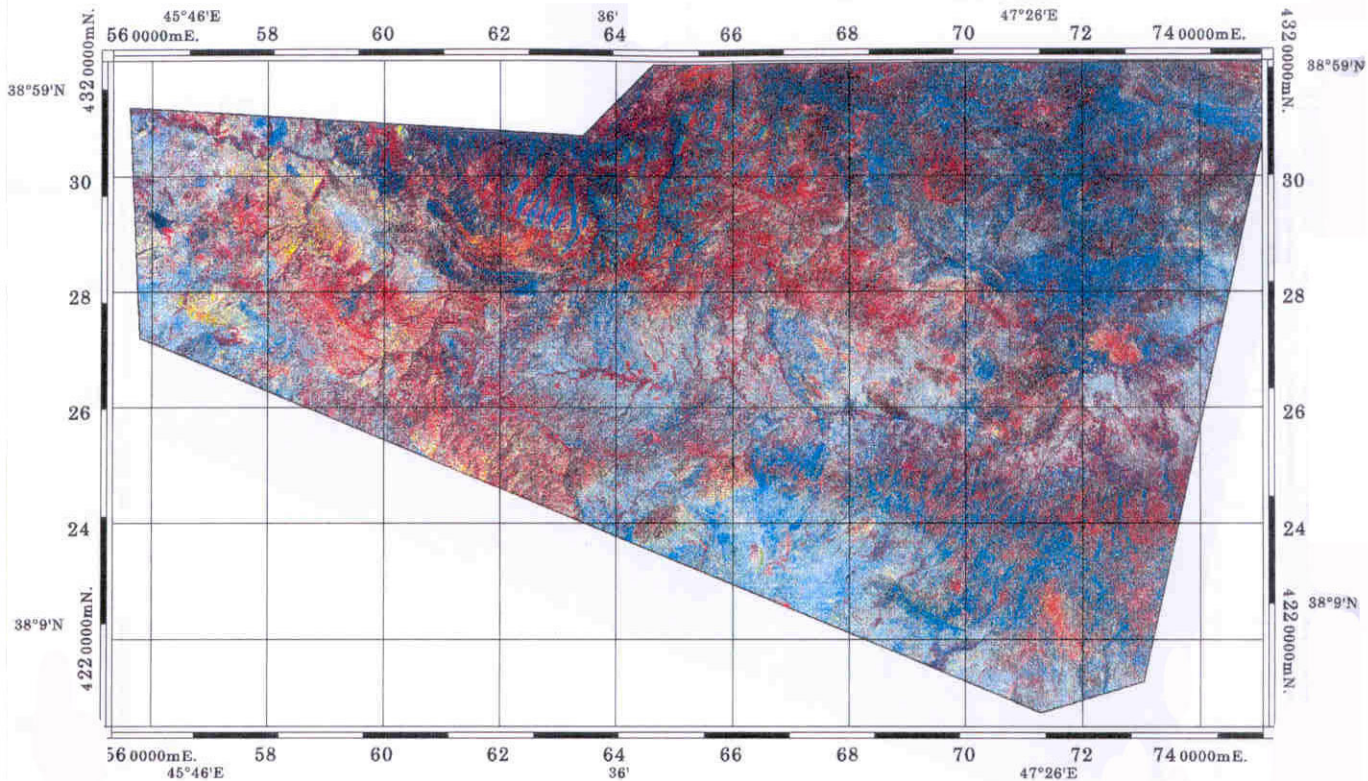 45°46'E 36' 47°26'E
56 0000mE. 58 60 62 64 66 68 70 72 74 0000mE.
432 0000mN. 432 0000mN.
38°59'N 38°59'N
30 30
28 28
26 26
24 24
422 0000mN. 422 0000mN.
38°9'N 38°9'N
56 0000mE. 58 60 62 64 66 68 70 72 74 0000mE.
45°46'E 36' 47°26'E